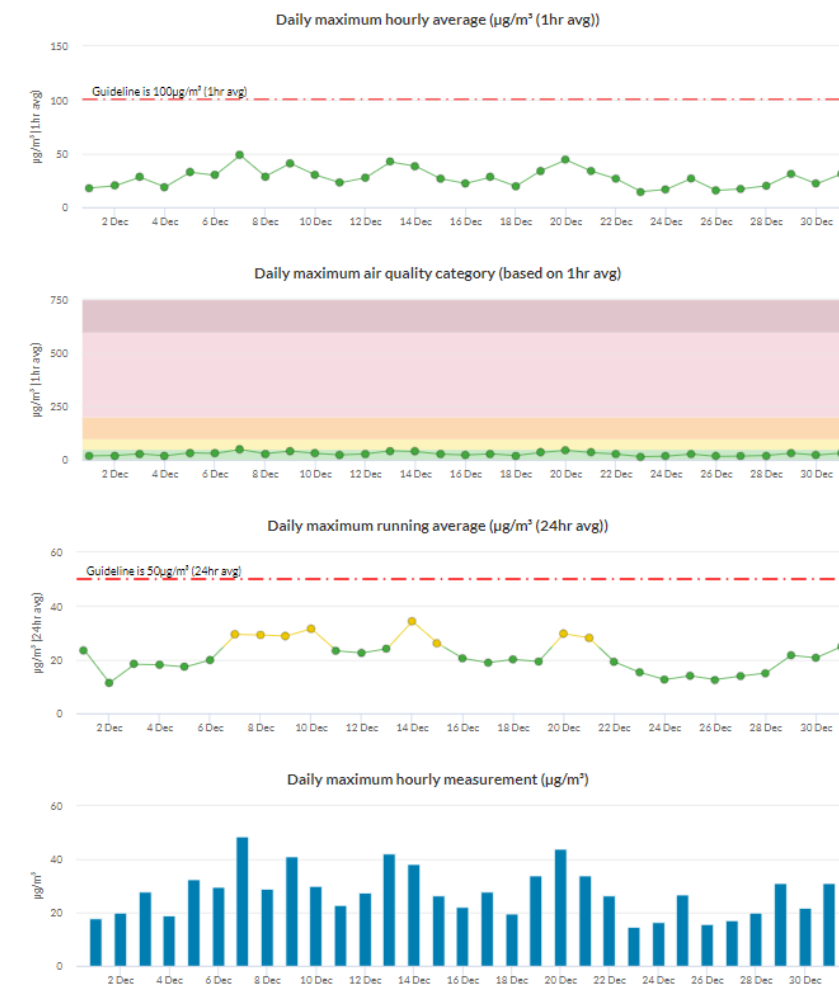 Daily maximum hourly average (µg/m³ (1hr avg))
150
Guideline is 100µg/m³ (1hr avg)
100
µg/m³ |1hr avg)
50
0
2 Dec 4 Dec 6 Dec 8 Dec 10 Dec 12 Dec 14 Dec 16 Dec 18 Dec 20 Dec 22 Dec 24 Dec 26 Dec 28 Dec 30 Dec
Daily maximum air quality category (based on 1hr avg)
750
500
µg/m³ |1hr avg)
250
0
2 Dec 4 Dec 6 Dec 8 Dec 10 Dec 12 Dec 14 Dec 16 Dec 18 Dec 20 Dec 22 Dec 24 Dec 26 Dec 28 Dec 30 Dec
Daily maximum running average (µg/m³ (24hr avg))
60
Guideline is 50µg/m³ (24hr avg)
40
µg/m³ |24hr avg)
20
0
2 Dec 4 Dec 6 Dec 8 Dec 10 Dec 12 Dec 14 Dec 16 Dec 18 Dec 20 Dec 22 Dec 24 Dec 26 Dec 28 Dec 30 Dec
Daily maximum hourly measurement (µg/m³)
60
40
µg/m³
20
0
2 Dec 4 Dec 6 Dec 8 Dec 10 Dec 12 Dec 14 Dec 16 Dec 18 Dec 20 Dec 22 Dec 24 Dec 26 Dec 28 Dec 30 Dec